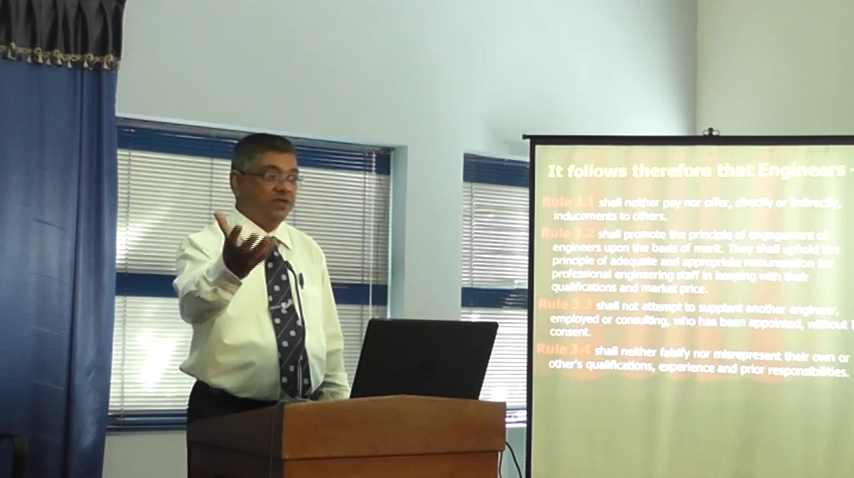 It follows therefore that Engineers -
Rule 3.1 shall neither pay nor offer, directly or indirectly,
inducements to others.
Rule 3.2 shall promote the principle of engagement of
engineers upon the basis of merit. They shall uphold the
principle of adequate and appropriate remuneration for
professional engineering staff in keeping with their
qualifications and market price.
Rule 3.3 shall not attempt to supplant another engineer,
employed or consulting, who has been appointed, without
consent.
Rule 3.4 shall neither falsify nor misrepresent their own or
other's qualifications, experience and prior responsibilities.